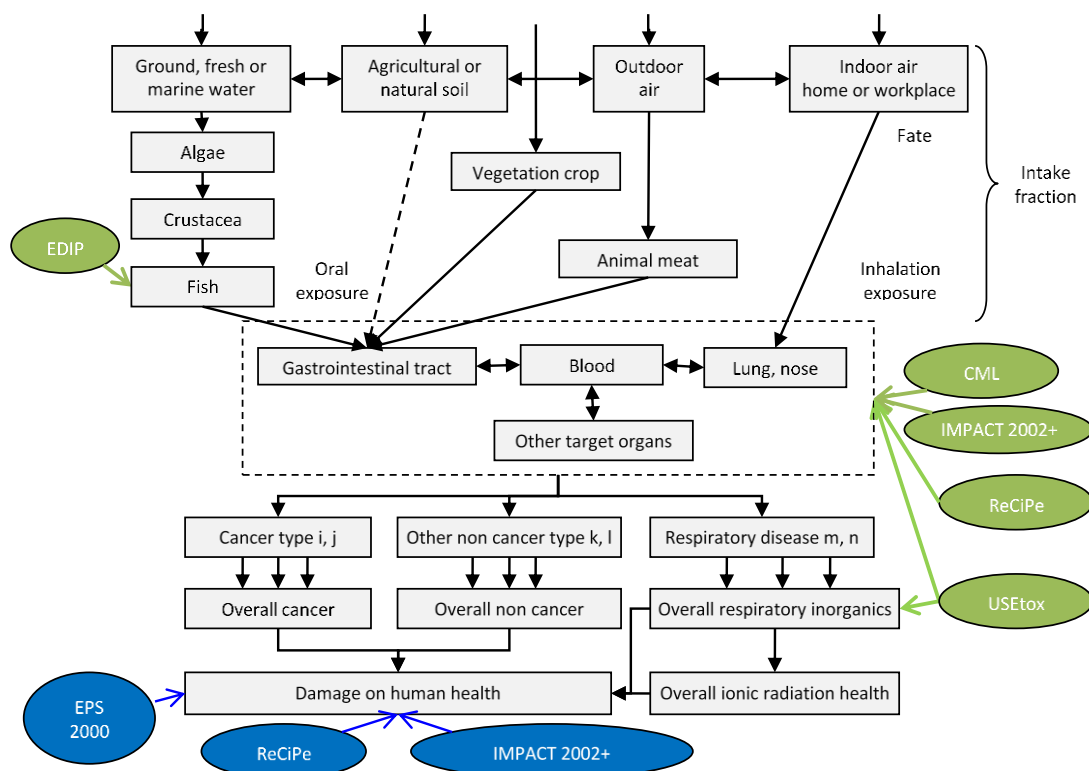 Ground, fresh or
marine water
Agricultural or
natural soil
Outdoor
air
Indoor air
home or workplace
Fate
Algae
Vegetation crop
Intake
fraction
Crustacea
EDIP
Animal meat
Oral
exposure
Inhalation
exposure
Fish
Gastrointestinal tract
Blood
Lung, nose
CML
IMPACT 2002+
Other target organs
ReCiPe
Cancer type i, j
Other non cancer type k, l
Respiratory disease m, n
Overall cancer
Overall non cancer
Overall respiratory inorganics
USEtox
Damage on human health
Overall ionic radiation health
EPS
2000
ReCiPe
IMPACT 2002+